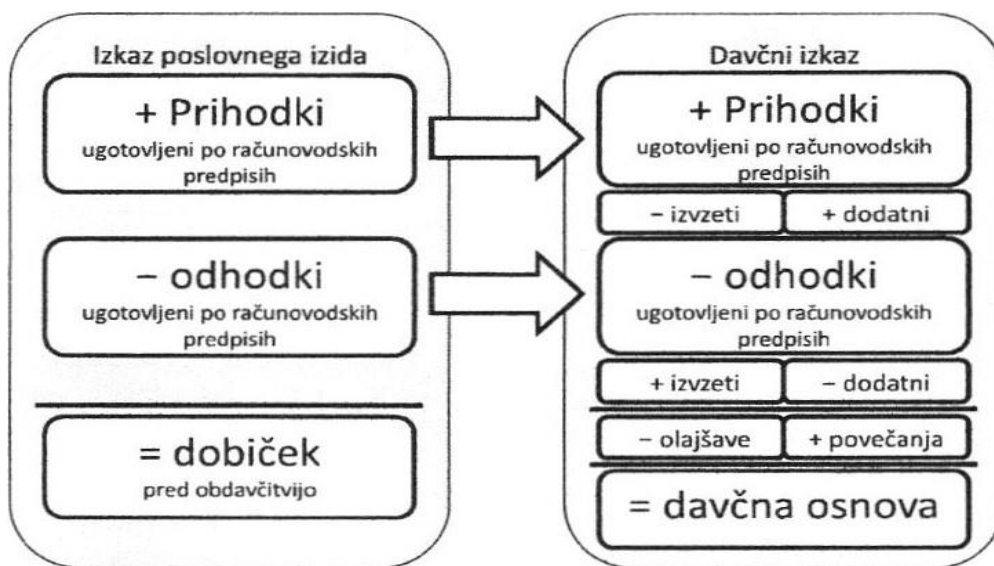 Izkaz poslovnega izida
+ Prihodki
ugotovljeni po računovodskih
predpisih
− odhodki
ugotovljeni po računovodskih
predpisih
= dobiček
pred obdavčitvijo
Davčni izkaz
+ Prihodki
ugotovljeni po računovodskih
predpisih
− izvzeti
+ dodatni
− odhodki
ugotovljeni po računovodskih
predpisih
+ izvzeti
− dodatni
− olajšave
+ povečanja
= davčna osnova